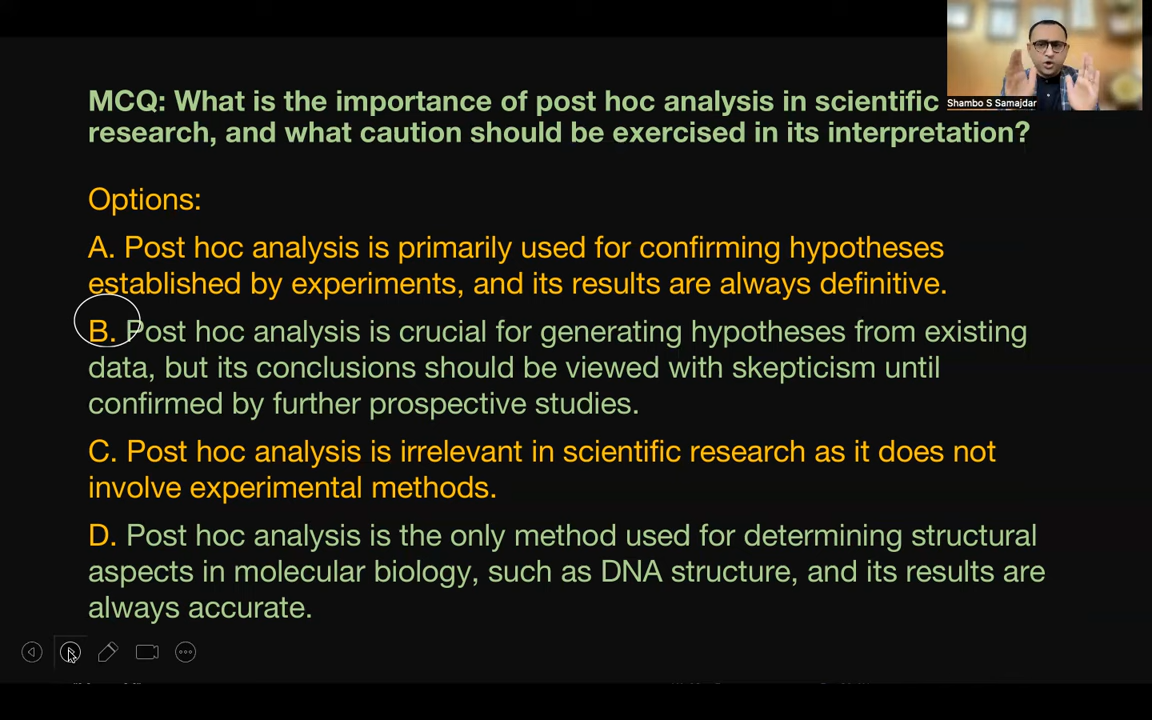 Shambo S Samajdar
MCQ: What is the importance of post hoc analysis in scientific
research, and what caution should be exercised in its interpretation?
Options:
A. Post hoc analysis is primarily used for confirming hypotheses
established by experiments, and its results are always definitive.
B. Post hoc analysis is crucial for generating hypotheses from existing
data, but its conclusions should be viewed with skepticism until
confirmed by further prospective studies.
C. Post hoc analysis is irrelevant in scientific research as it does not
involve experimental methods.
D. Post hoc analysis is the only method used for determining structural
aspects in molecular biology, such as DNA structure, and its results are
always accurate.